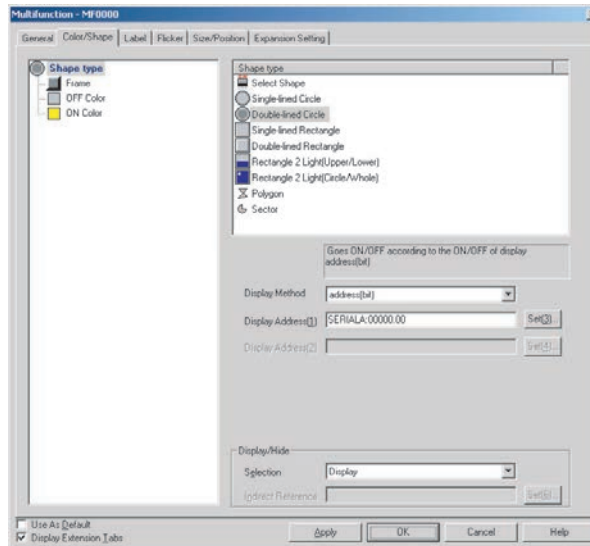 Multifunction - MF0000
General Color/Shape Label Flicker Size/Position Expansion Setting
Shape type
Frame
OFF Color
ON Color
Shape type
Select Shape
Single-lined Circle
Double-lined Circle
Single-lined Rectangle
Double-lined Rectangle
Rectangle 2 Light(Upper/Lower)
Rectangle 2 Light(Circle/Whole)
Polygon
Sector
Goes ON/OFF according to the ON/OFF of display
address(bit)
Display Method address(bit)
Display Address(1) SERIALA:00000.00 Set(3)...
Display Address(2) Set(4)...
Display/Hide
Selection Display
Indirect Reference Set(6)...
Use As Default
Display Extension Tabs
Apply OK Cancel Help